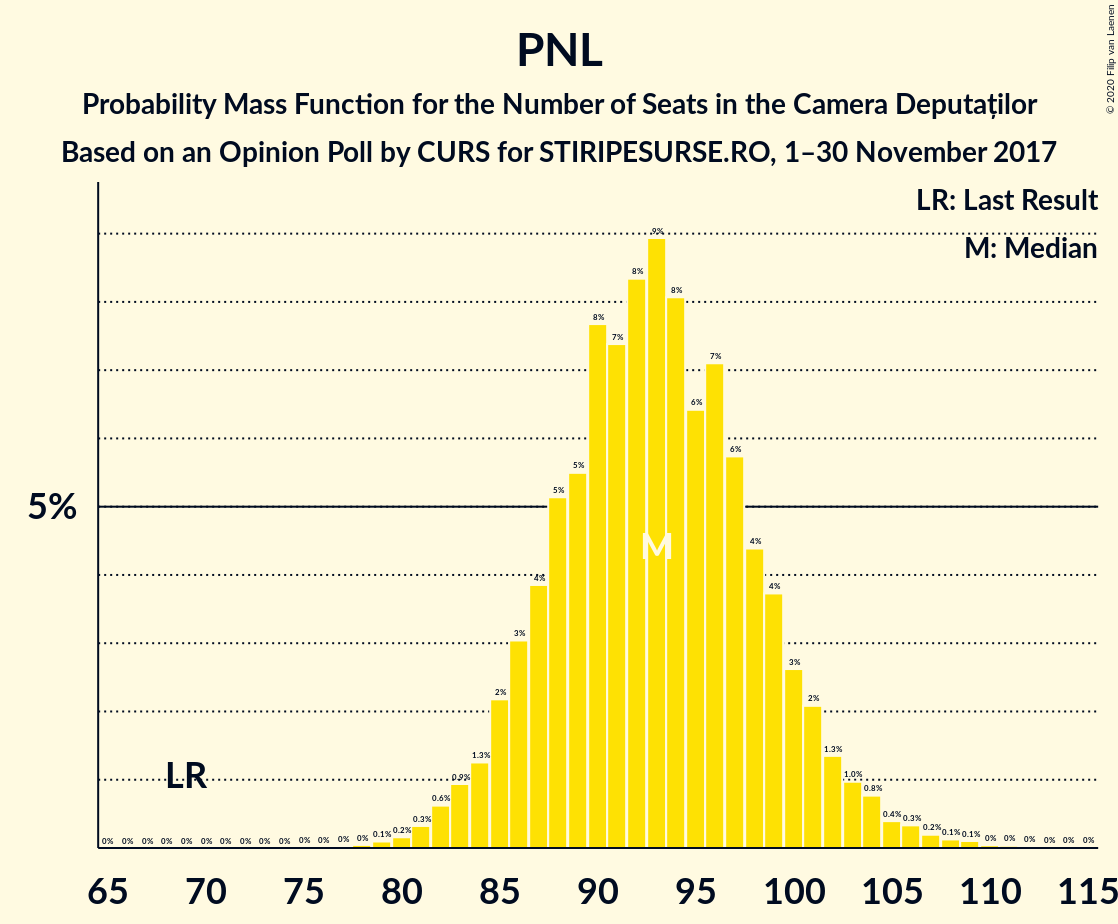 PNL
Probability Mass Function for the Number of Seats in the Camera Deputaților
Based on an Opinion Poll by CURS for STIRIPESURSE.RO, 1–30 November 2017
© 2020 Filip van Laenen
LR: Last Result
M: Median
5%
LR
M
0% 0% 0% 0% 0% 0% 0% 0% 0% 0% 0% 0% 0% 0% 0.1% 0.2% 0.3% 0.6% 0.9% 1.3% 2% 3% 4% 5% 5% 8% 7% 8% 9% 8% 6% 7% 6% 4% 4% 3% 2% 1.3% 1.0% 0.8% 0.4% 0.3% 0.2% 0.1% 0.1% 0% 0% 0% 0% 0% 0%
65 70 75 80 85 90 95 100 105 110 115